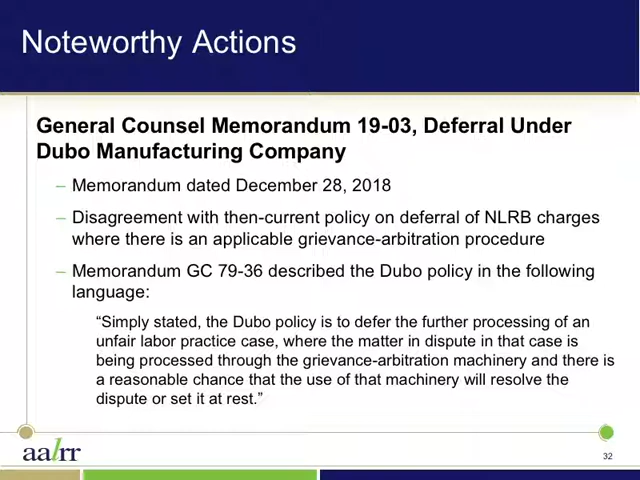 Noteworthy Actions
General Counsel Memorandum 19-03, Deferral Under
Dubo Manufacturing Company
– Memorandum dated December 28, 2018
– Disagreement with then-current policy on deferral of NLRB charges
where there is an applicable grievance-arbitration procedure
– Memorandum GC 79-36 described the Dubo policy in the following
language:
“Simply stated, the Dubo policy is to defer the further processing of an
unfair labor practice case, where the matter in dispute in that case is
being processed through the grievance-arbitration machinery and there is
a reasonable chance that the use of that machinery will resolve the
dispute or set it at rest.”
aalrr
32